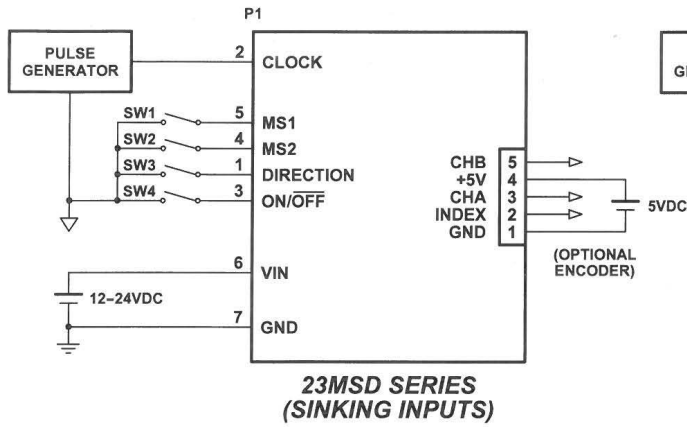 P1
PULSE
GENERATOR
2 CLOCK
SW1 5 MS1
SW2 4 MS2
SW3 1 DIRECTION
SW4 3 ON/OFF
6 VIN
12–24VDC
7 GND
CHB 5
+5V 4
CHA 3
INDEX 2
GND 1
5VDC
(OPTIONAL
ENCODER)
23MSD SERIES
(SINKING INPUTS)